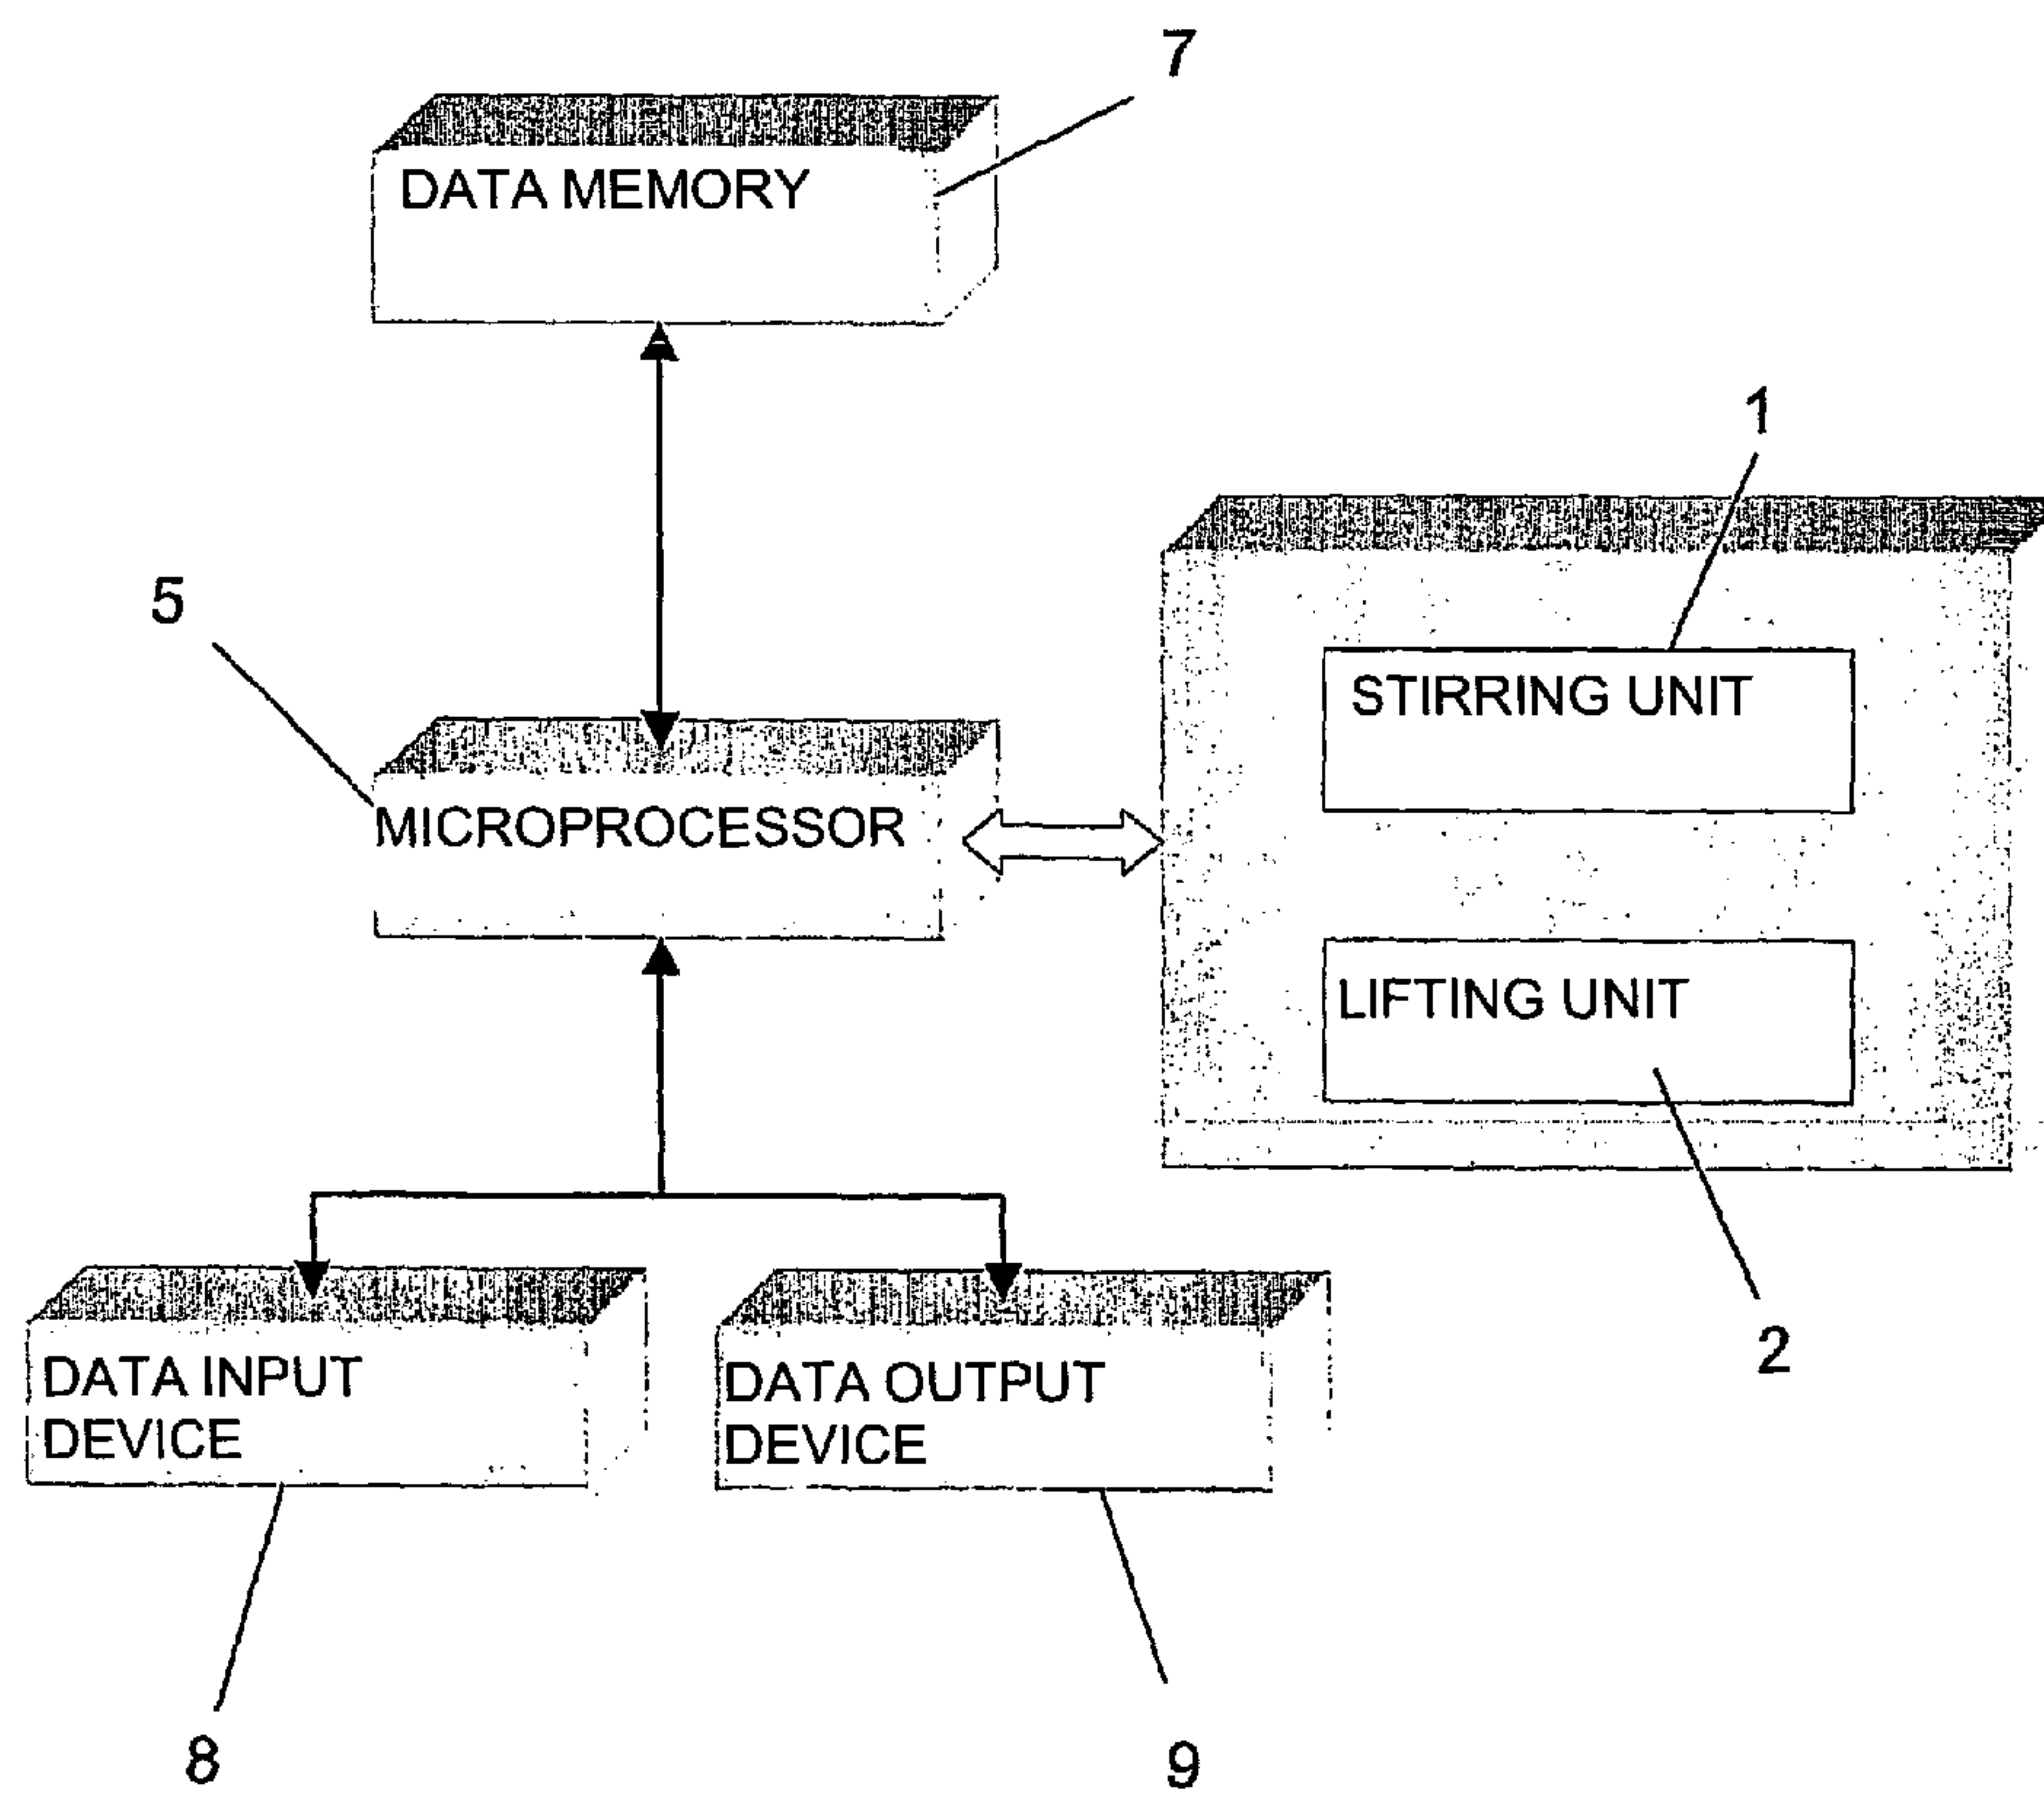 7
DATA MEMORY
1
5
STIRRING UNIT
MICROPROCESSOR
LIFTING UNIT
2
DATA INPUT
DEVICE
DATA OUTPUT
DEVICE
8
9